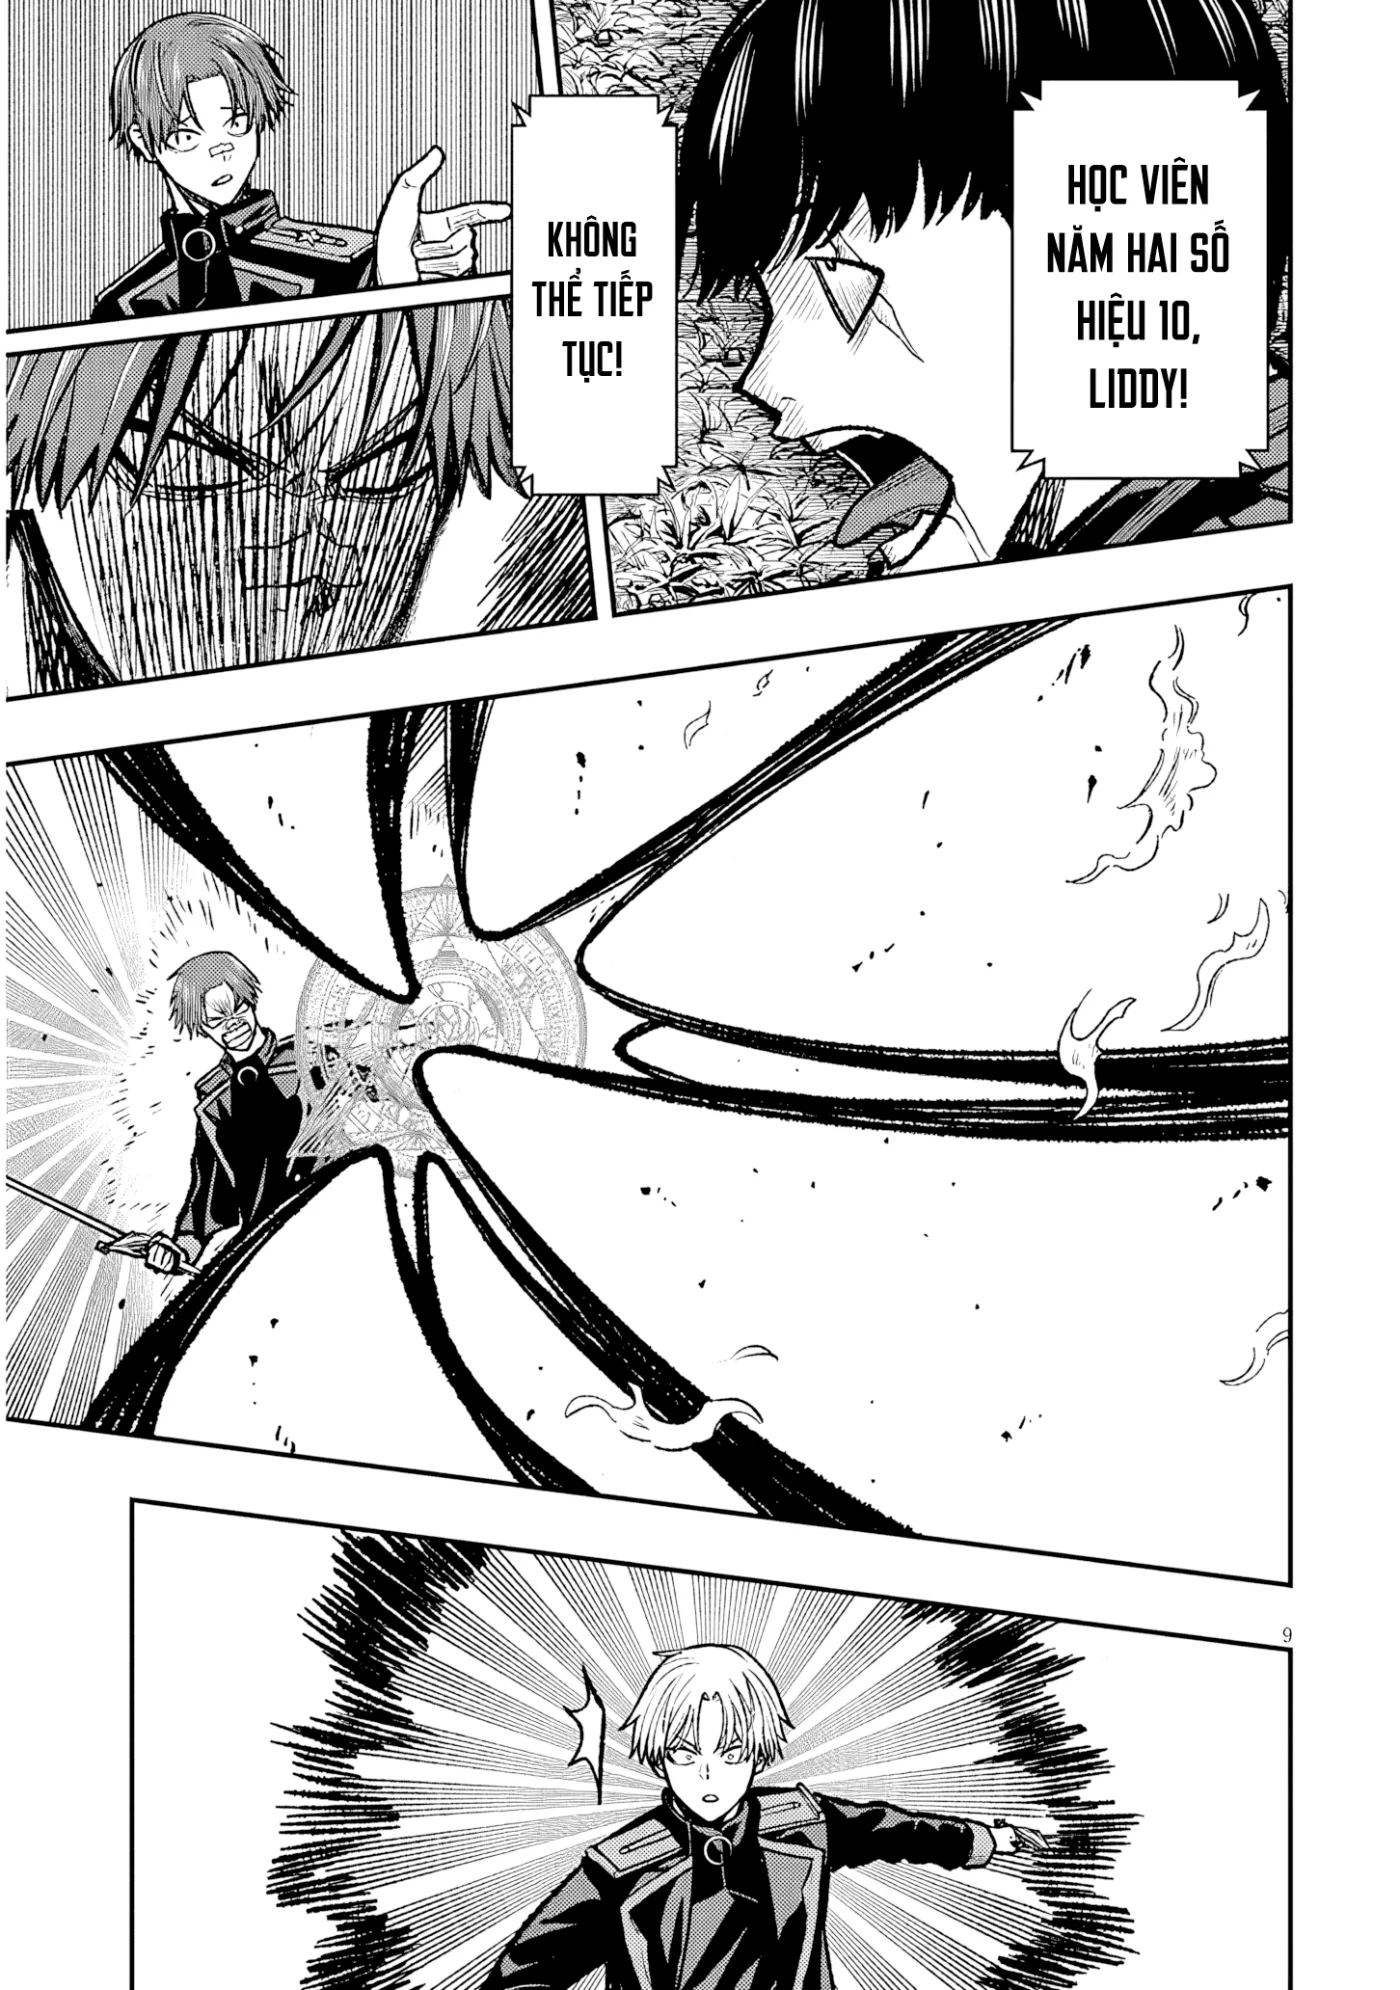 HỌC VIÊN
NĂM HAI SỐ
HIỆU 10,
LIDDY!
KHÔNG
THỂ TIẾP
TỤC!
9